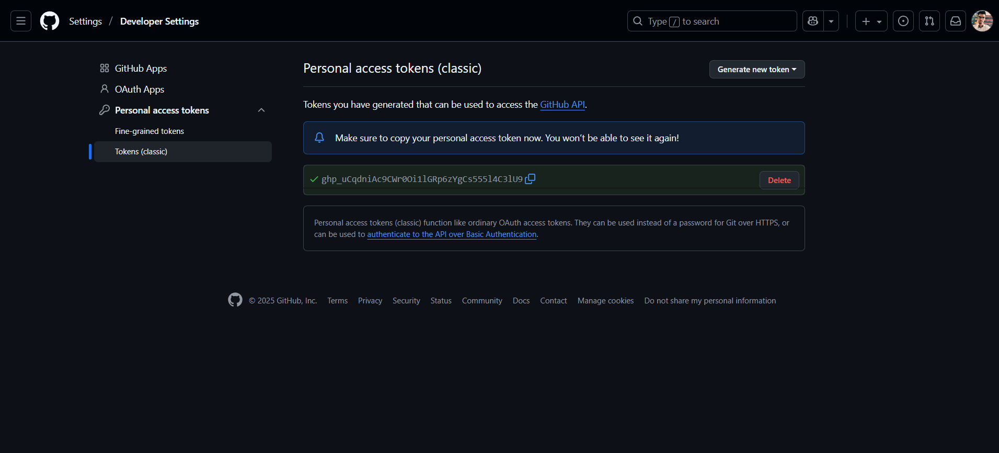 Settings / Developer Settings
Type / to search
GitHub Apps
OAuth Apps
Personal access tokens
Fine-grained tokens
Tokens (classic)
Personal access tokens (classic)
Generate new token
Tokens you have generated that can be used to access the GitHub API.
Make sure to copy your personal access token now. You won’t be able to see it again!
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
Delete
Personal access tokens (classic) function like ordinary OAuth access tokens. They can be used instead of a password for Git over HTTPS, or
can be used to authenticate to the API over Basic Authentication.
© 2025 GitHub, Inc. Terms Privacy Security Status Community Docs Contact Manage cookies Do not share my personal information